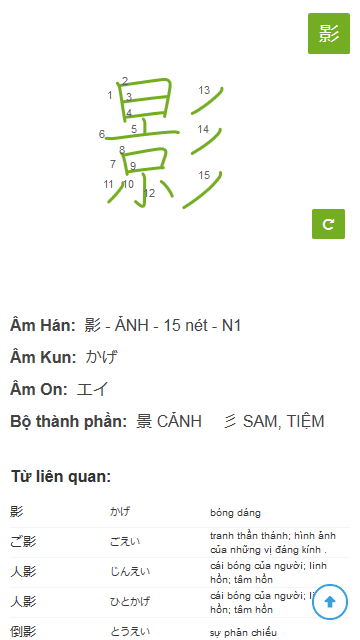 影
1 2 3 4 5 6 7 8 9 10 11 12 13 14 15
Âm Hán: 影 - ẢNH - 15 nét - N1
Âm Kun: かげ
Âm On: エイ
Bộ thành phần: 景 CẢNH 彡 SAM, TIỆM
Từ liên quan:
影 かげ bóng dáng
ご影 ごえい tranh thần thánh; hình ảnh
của những vị đáng kính .
人影 じんえい cái bóng của người; linh
hồn; tâm hồn
人影 ひとかげ cái bóng của người;
hồn; tâm hồn
倒影 とうえい sự phản chiếu